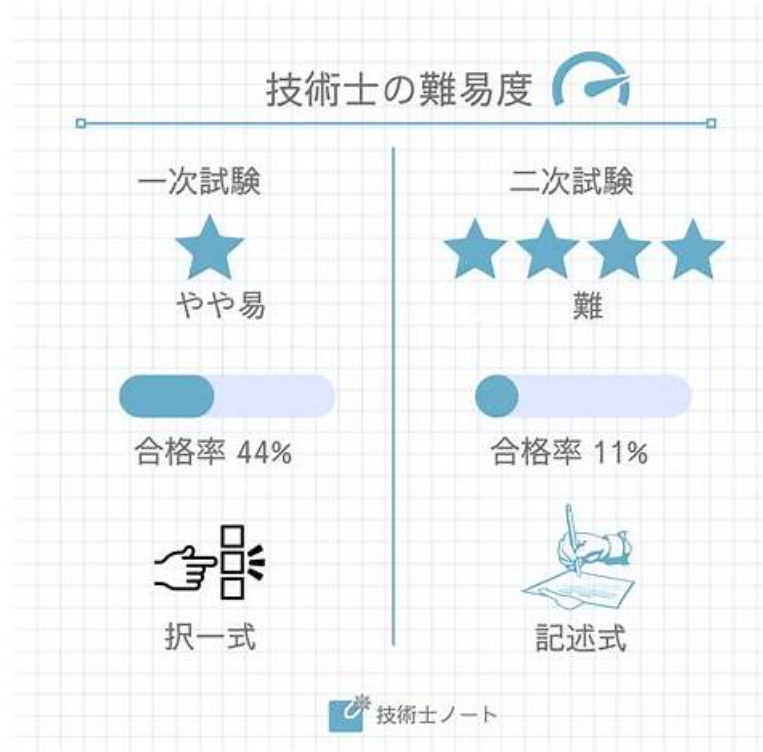 技術士の難易度
一次試験
やや易
合格率 44%
択一式
二次試験
難
合格率 11%
記述式
技術士ノート